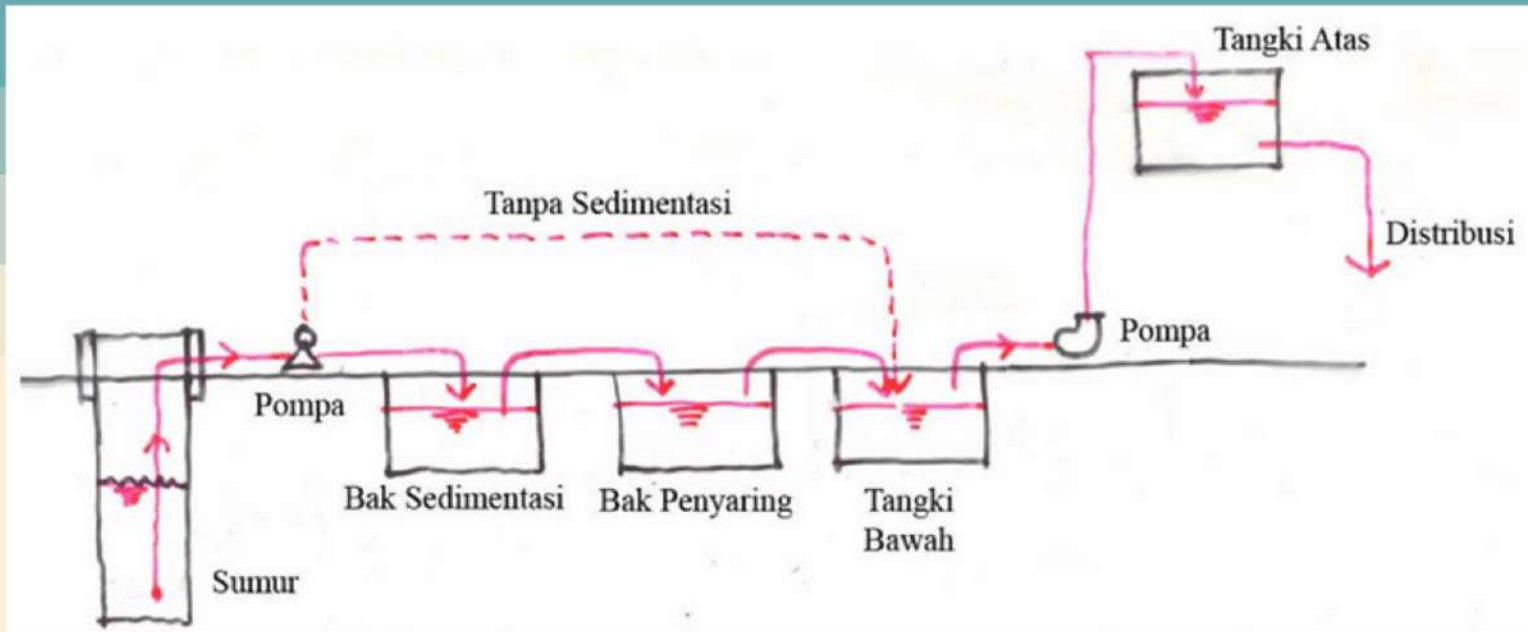 Tangki Atas
Tanpa Sedimentasi
Distribusi
Pompa
Pompa
Bak Sedimentasi
Bak Penyaring
Tangki
Bawah
Sumur